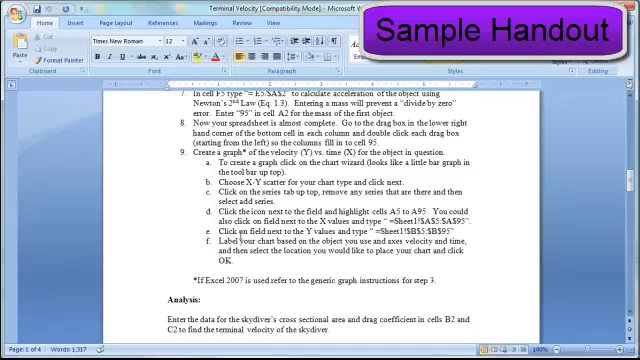 Terminal Velocity [Compatibility Mode] - Microsoft W
Sample Handout
Home
Insert
Page Layout
References
Mailings
Review
View
Paste
Cut
Copy
Format Painter
Times New Roman
12
In cell F5 type “= E5/$A$2” to calculate acceleration of the object using
Newton’s 2nd Law (Eq. 1.3). Entering a mass will prevent a “divide by zero”
error. Enter “95” in cell A2 for the mass of the first object.
8. Now your spreadsheet is almost complete. Go to the drag box in the lower right
hand corner of the bottom cell in each column and double click each drag box
(starting from the left) so the columns fill in to cell 95.
9. Create a graph* of the velocity (Y) vs. time (X) for the object in question.
a. To create a graph click on the chart wizard (looks like a little bar graph in
the tool bar up top).
b. Choose X-Y scatter for your chart type and click next.
c. Click on the series tab up top, remove any series that are there and then
select add series.
d. Click the icon next to the field and highlight cells A5 to A95. You could
also click on field next to the X values and type “ =Sheet1!$A$5:$A$95”.
e. Click on field next to the Y values and type “ =Sheet1!$B$5:$B$95”
f. Label your chart based on the object you use and axes velocity and time,
and then select the location you would like to place your chart and click
OK.
*If Excel 2007 is used refer to the generic graph instructions for step 3.
Analysis:
Enter the data for the skydiver’s cross sectional area and drag coefficient in cells B2 and
C2 to find the terminal velocity of the skydiver.
Page: 1 of 4
Words: 1,317
100%